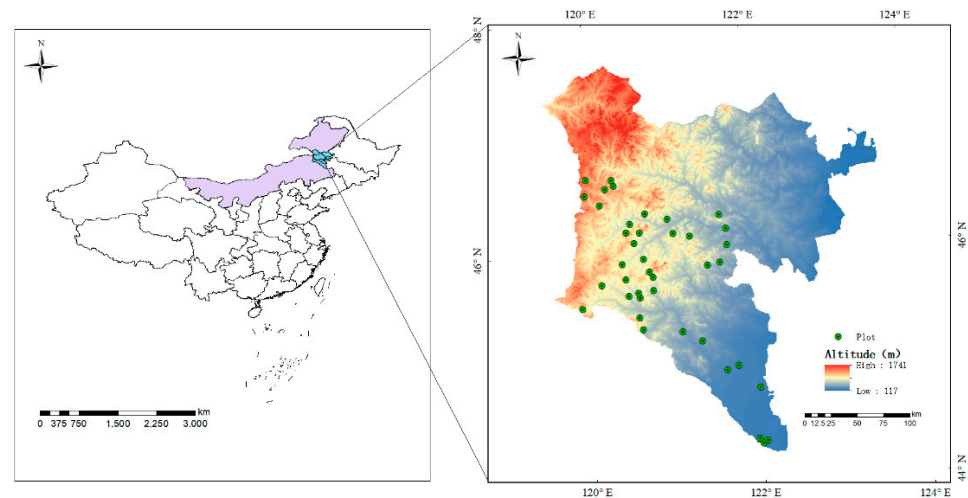 N
km
0 375 750 1,500 2,250 3,000
120° E 122° E 124° E
48° N
46° N
N
46° N
44° N
Plot
Altitude (m)
High : 1741
Low : 117
km
0 12.5 25 50 75 100
120° E 122° E 124° E